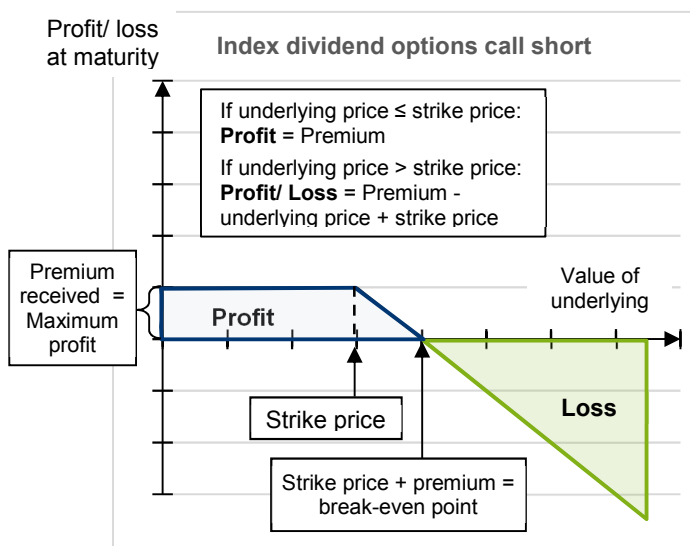 Profit/ loss
at maturity
Index dividend options call short
If underlying price ≤ strike price:
Profit = Premium
If underlying price > strike price:
Profit/ Loss = Premium -
underlying price + strike price
Premium
received =
Maximum
profit
Profit
Value of
underlying
Strike price
Loss
Strike price + premium =
break-even point